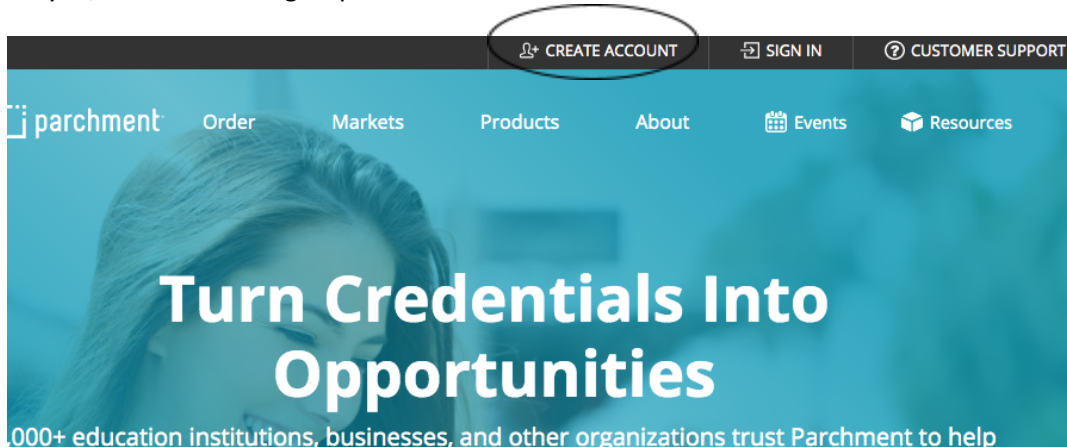 CREATE ACCOUNT SIGN IN CUSTOMER SUPPORT
parchment Order Markets Products About Events Resources
Turn Credentials Into
Opportunities
,000+ education institutions, businesses, and other organizations trust Parchment to help